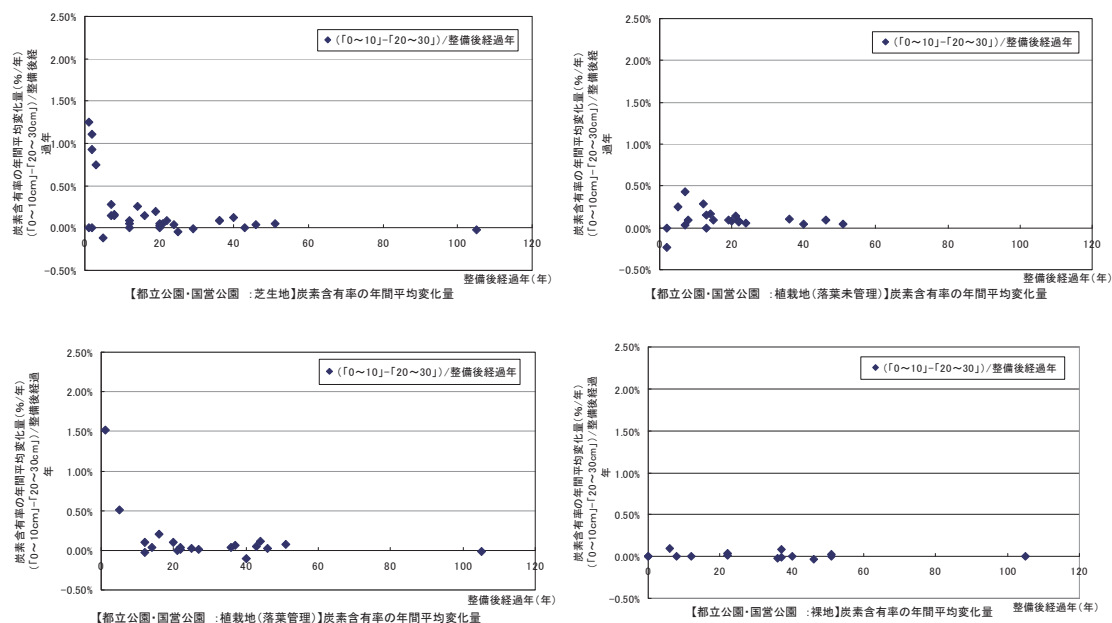 炭素含有率の年間平均変化量(%/年)
(「0～10cm」-「20～30cm」)/整備後経
過年
2.50%
2.00%
1.50%
1.00%
0.50%
0.00%
-0.50%
0
20
40
60
80
100
120
(「0～10」-「20～30」)/整備後経過年
整備後経過年(年)
【都立公園・国営公園 :芝生地】炭素含有率の年間平均変化量
炭素含有率の年間平均変化量(%/年)
(「0～10cm」-「20～30cm」)/整備後経
過年
2.50%
2.00%
1.50%
1.00%
0.50%
0.00%
-0.50%
0
20
40
60
80
100
120
(「0～10」-「20～30」)/整備後経過年
整備後経過年(年)
【都立公園・国営公園 :植栽地(落葉未管理)】炭素含有率の年間平均変化量
炭素含有率の年間平均変化量(%/年)
(「0～10cm」-「20～30cm」)/整備後経過
年
2.50%
2.00%
1.50%
1.00%
0.50%
0.00%
-0.50%
0
20
40
60
80
100
120
(「0～10」-「20～30」)/整備後経過年
整備後経過年(年)
【都立公園・国営公園 :植栽地(落葉管理)】炭素含有率の年間平均変化量
炭素含有率の年間平均変化量(%/年)
(「0～10cm」-「20～30cm」)/整備後経過
年
2.50%
2.00%
1.50%
1.00%
0.50%
0.00%
-0.50%
0
20
40
60
80
100
120
(「0～10」-「20～30」)/整備後経過年
整備後経過年(年)
【都立公園・国営公園 :裸地】炭素含有率の年間平均変化量